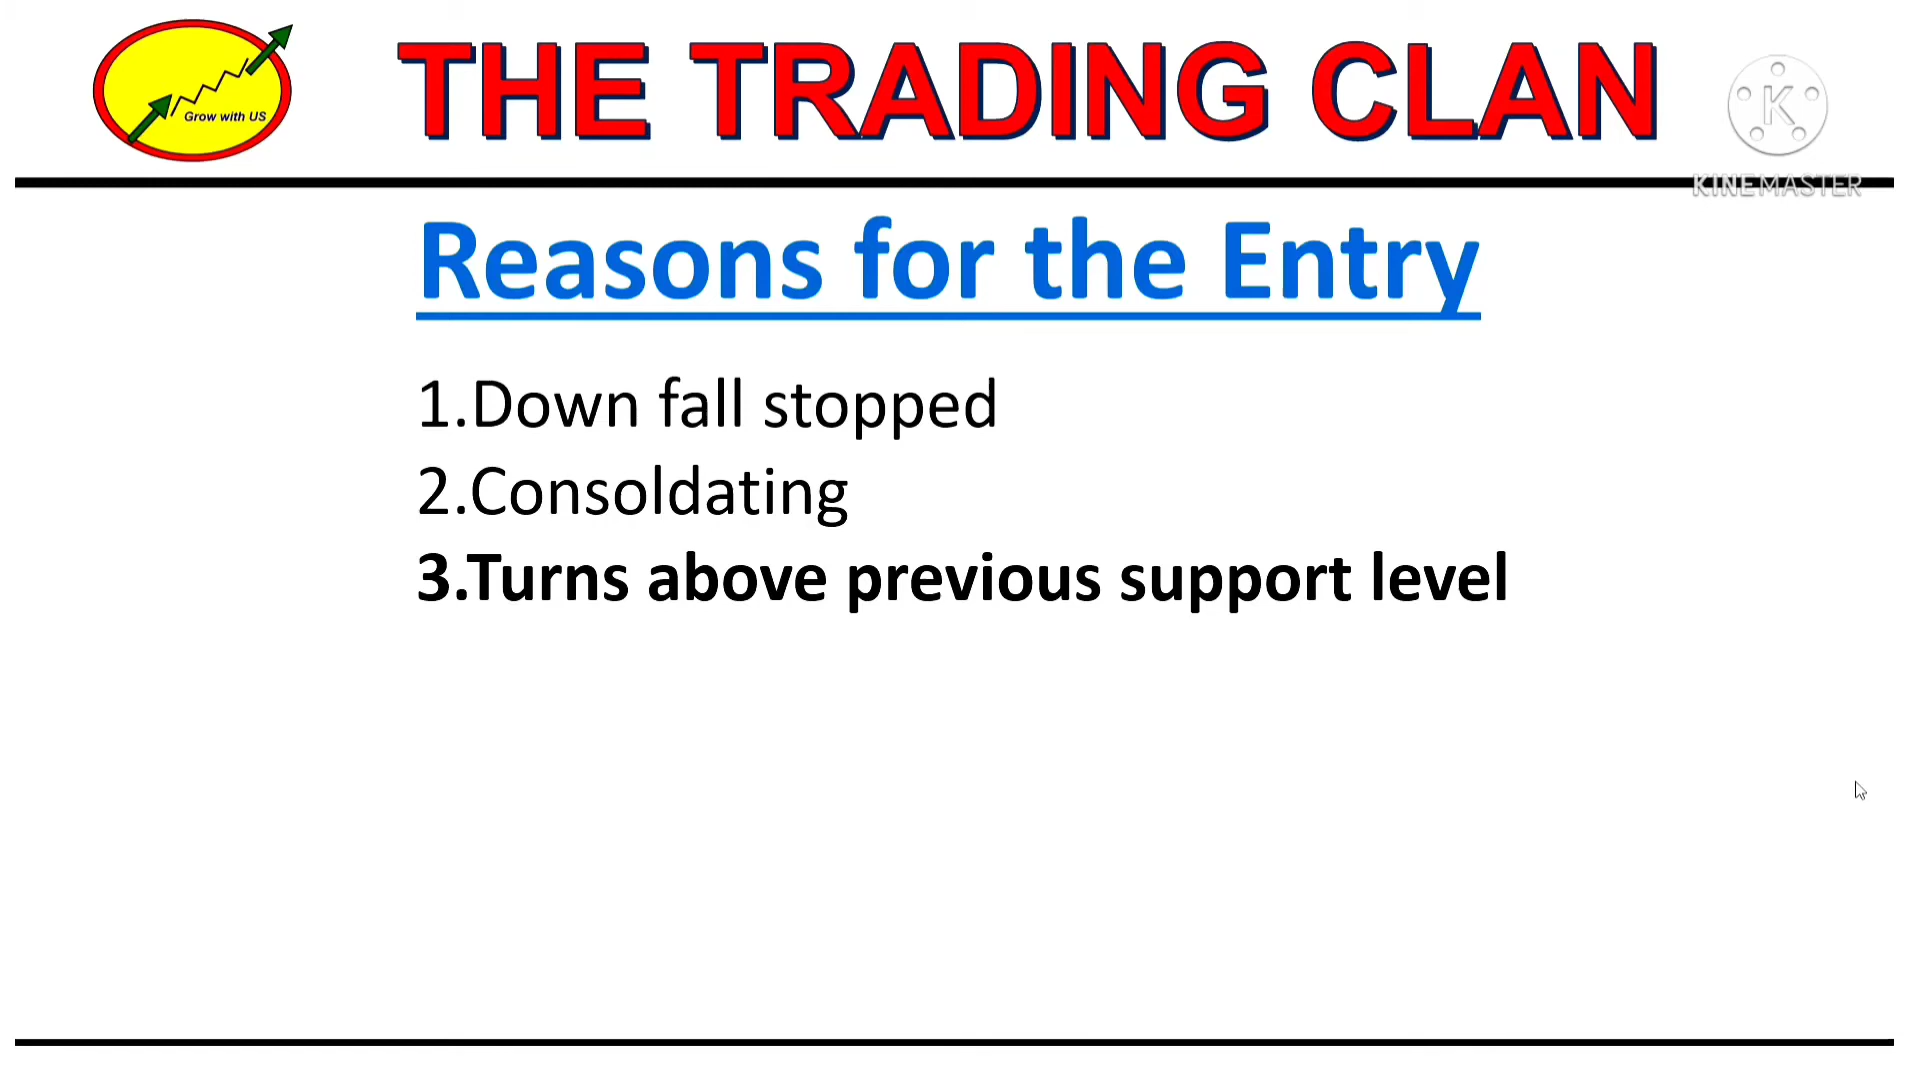 Grow with US
THE TRADING CLAN
K
KINEMASTER
Reasons for the Entry
1.Down fall stopped
2.Consoldating
3.Turns above previous support level